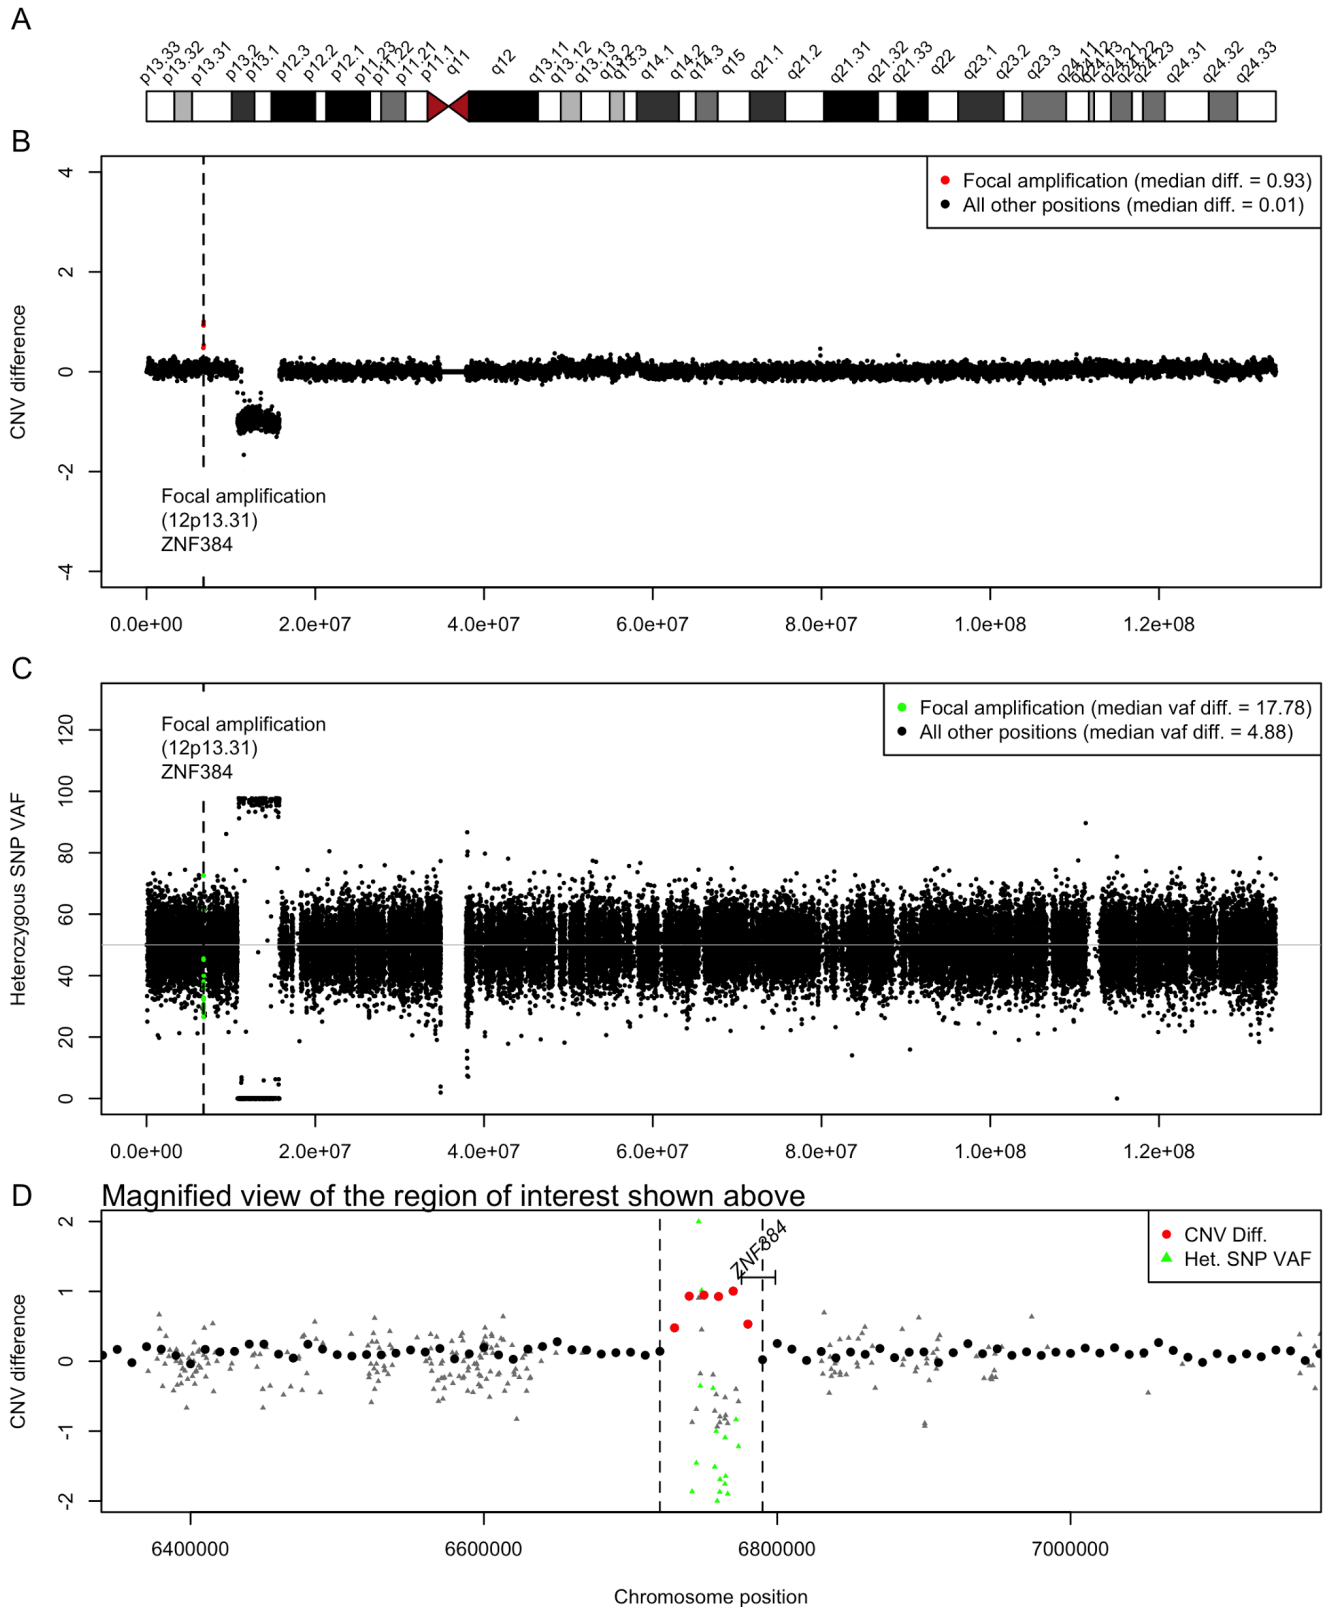 A
p13.33 p13.32 p13.31 p13.2 p13.1 p12.3 p12.2 p12.1 p11.23 p11.22 p11.21 p11.1 q11 q12 q13.11 q13.12 q13.13 q13.2 q13.3 q14.1 q14.2 q14.3 q15 q21.1 q21.2 q21.31 q21.32 q21.33 q22 q23.1 q23.2 q23.3 q24.11 q24.13 q24.21 q24.22 q24.23 q24.31 q24.32 q24.33
B
4
2
0
-2
-4
CNV difference
Focal amplification (median diff. = 0.93)
All other positions (median diff. = 0.01)
Focal amplification
(12p13.31)
ZNF384
0.0e+00 2.0e+07 4.0e+07 6.0e+07 8.0e+07 1.0e+08 1.2e+08
C
120
100
80
60
40
20
0
Heterozygous SNP VAF
Focal amplification
(12p13.31)
ZNF384
Focal amplification (median vaf diff. = 17.78)
All other positions (median vaf diff. = 4.88)
0.0e+00 2.0e+07 4.0e+07 6.0e+07 8.0e+07 1.0e+08 1.2e+08
D Magnified view of the region of interest shown above
2
1
0
-1
-2
CNV difference
ZNF384
CNV Diff.
Het. SNP VAF
6400000 6600000 6800000 7000000
Chromosome position